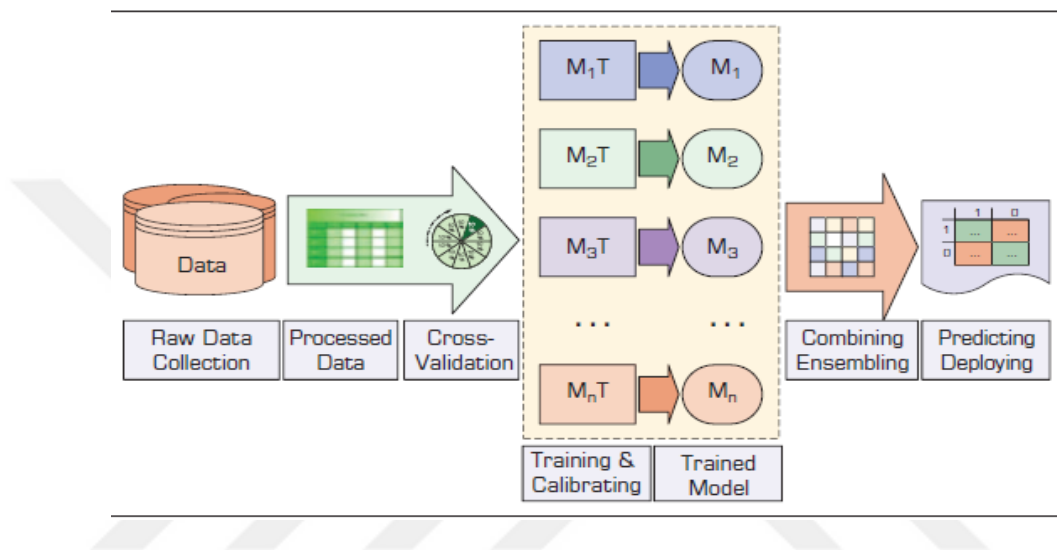 M1T
M1
M2T
M2
M3T
M3
. . .
. . .
MnT
Mn
Data
1
0
1
...
...
0
...
...
Raw Data
Collection
Processed
Data
Cross-
Validation
Training &
Calibrating
Trained
Model
Combining
Ensembling
Predicting
Deploying